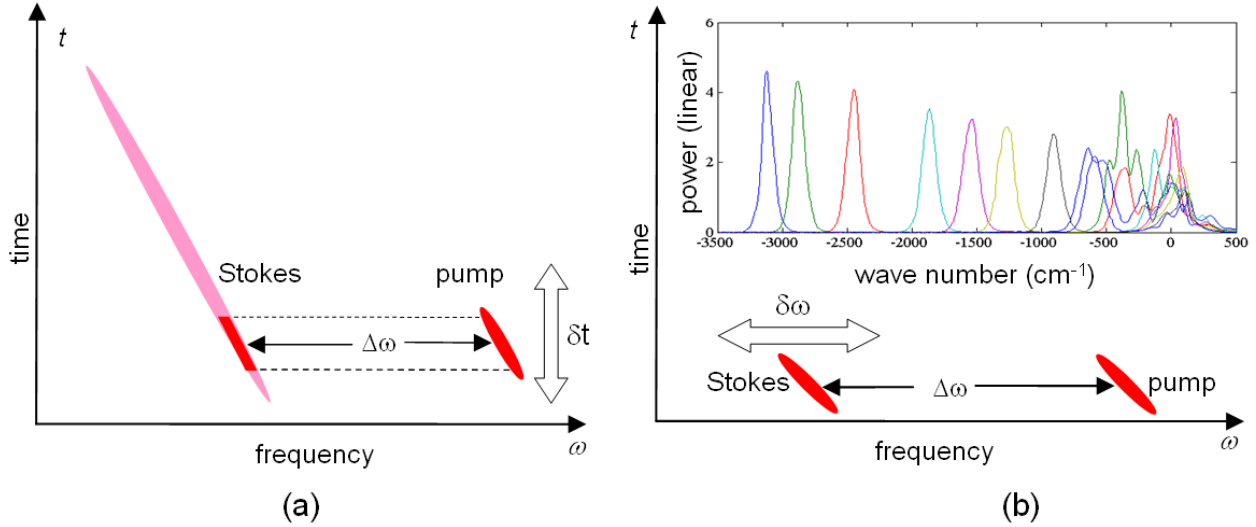 t
time
Stokes
pump
Δω
δt
frequency
ω
(a)
t
time
6
4
2
0
power (linear)
-3500 -3000 -2500 -2000 -1500 -1000 -500 0 500
wave number (cm⁻¹)
δω
Stokes
Δω
pump
frequency
ω
(b)